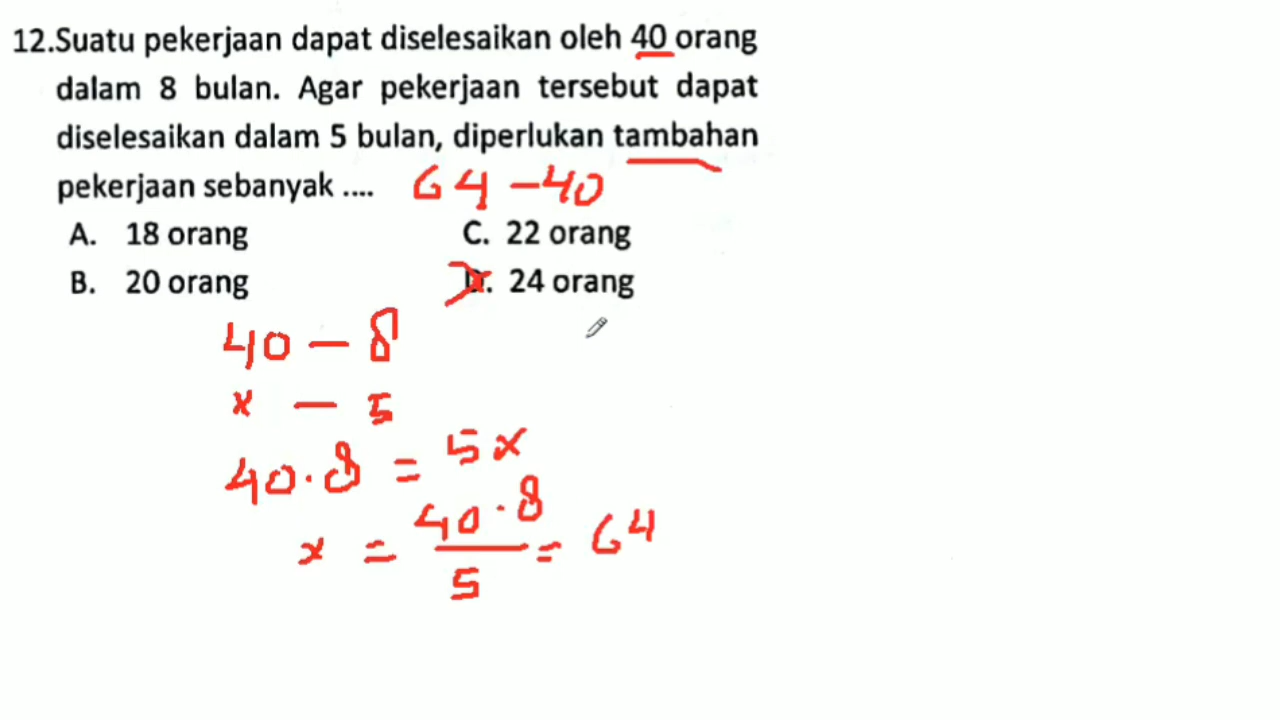 12.Suatu pekerjaan dapat diselesaikan oleh 40 orang
dalam 8 bulan. Agar pekerjaan tersebut dapat
diselesaikan dalam 5 bulan, diperlukan tambahan
pekerjaan sebanyak .... 64 - 40
A. 18 orang C. 22 orang
B. 20 orang D. 24 orang
40 - 8
x - 5
40 . 8 = 5x
x = 40 . 8 / 5 = 64